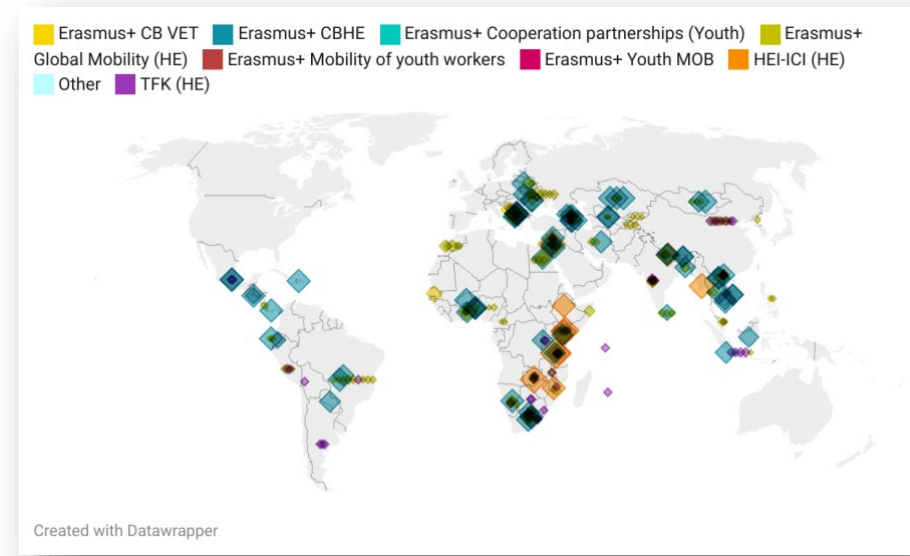 Erasmus+ CB VET Erasmus+ CBHE Erasmus+ Cooperation partnerships (Youth) Erasmus+
Global Mobility (HE) Erasmus+ Mobility of youth workers Erasmus+ Youth MOB HEI-ICI (HE)
Other TFK (HE)
Created with Datawrapper